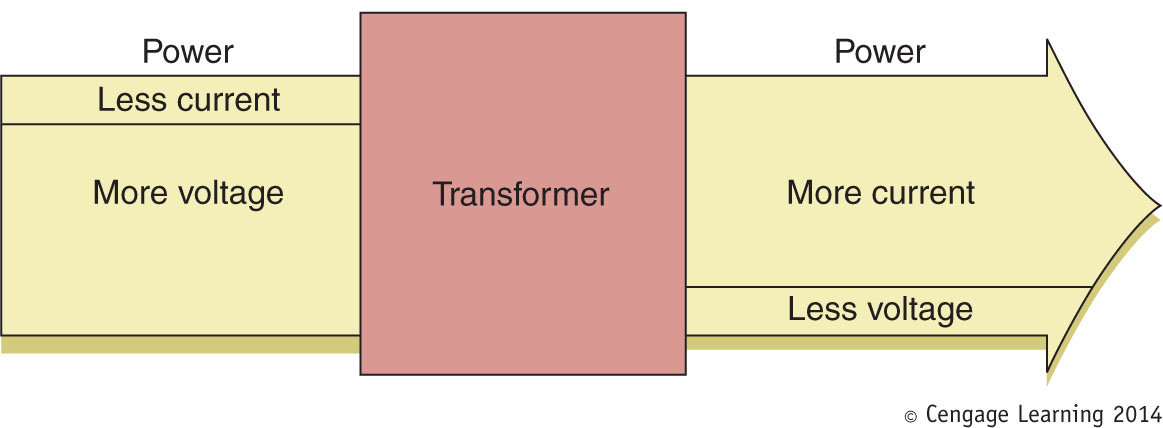 Power
Less current
More voltage
Transformer
Power
More current
Less voltage
© Cengage Learning 2014